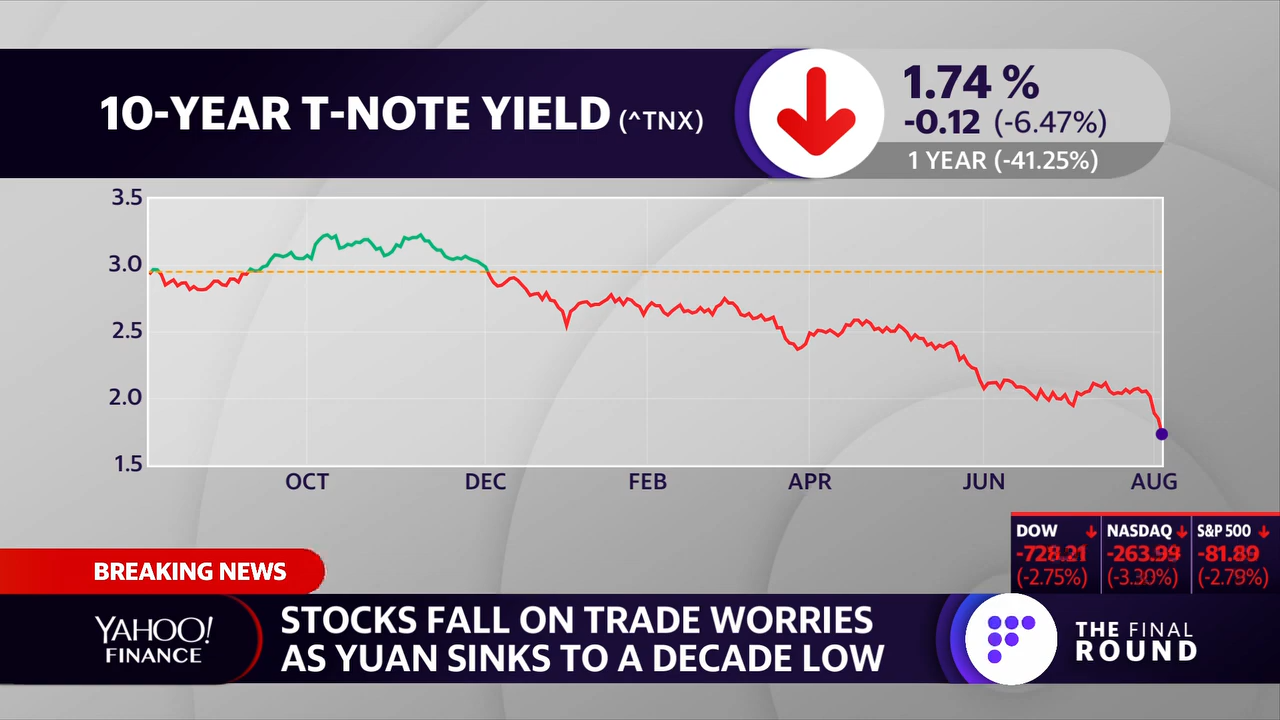 10-YEAR T-NOTE YIELD (^TNX)
1.74 %
-0.12 (-6.47%)
1 YEAR (-41.25%)
3.5
3.0
2.5
2.0
1.5
OCT DEC FEB APR JUN AUG
DOW NASDAQ S&P 500
-728.21 -263.99 -81.89
(-2.75%) (-3.30%) (-2.79%)
BREAKING NEWS
YAHOO!
FINANCE
STOCKS FALL ON TRADE WORRIES
AS YUAN SINKS TO A DECADE LOW
THE FINAL
ROUND